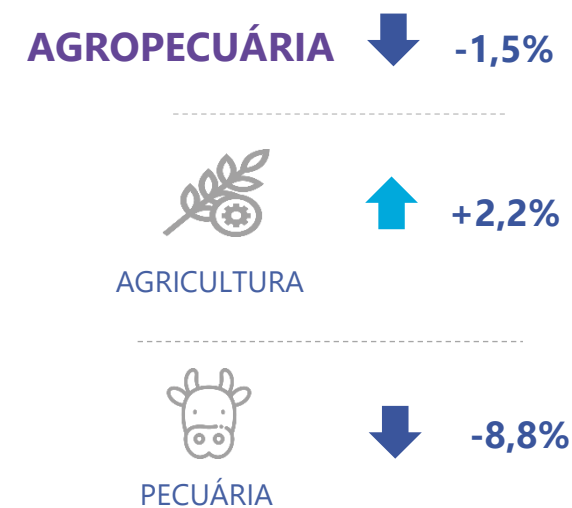 AGROPECUÁRIA -1,5%
+2,2%
AGRICULTURA
-8,8%
PECUÁRIA